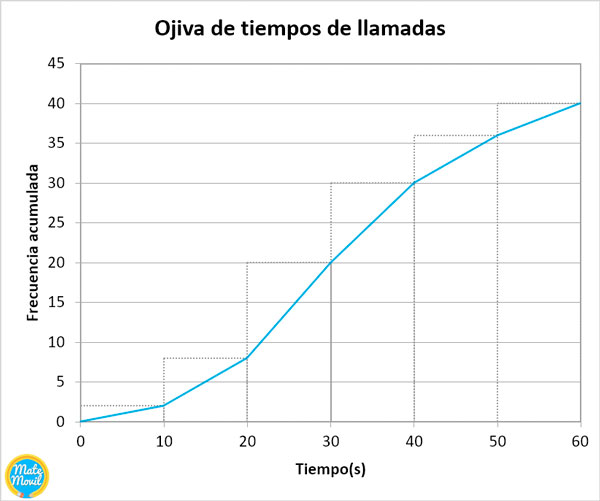 Ojiva de tiempos de llamadas
45
40
35
30
25
20
15
10
5
0
Frecuencia acumulada
0 10 20 30 40 50 60
Tiempo(s)
Mate
Movil